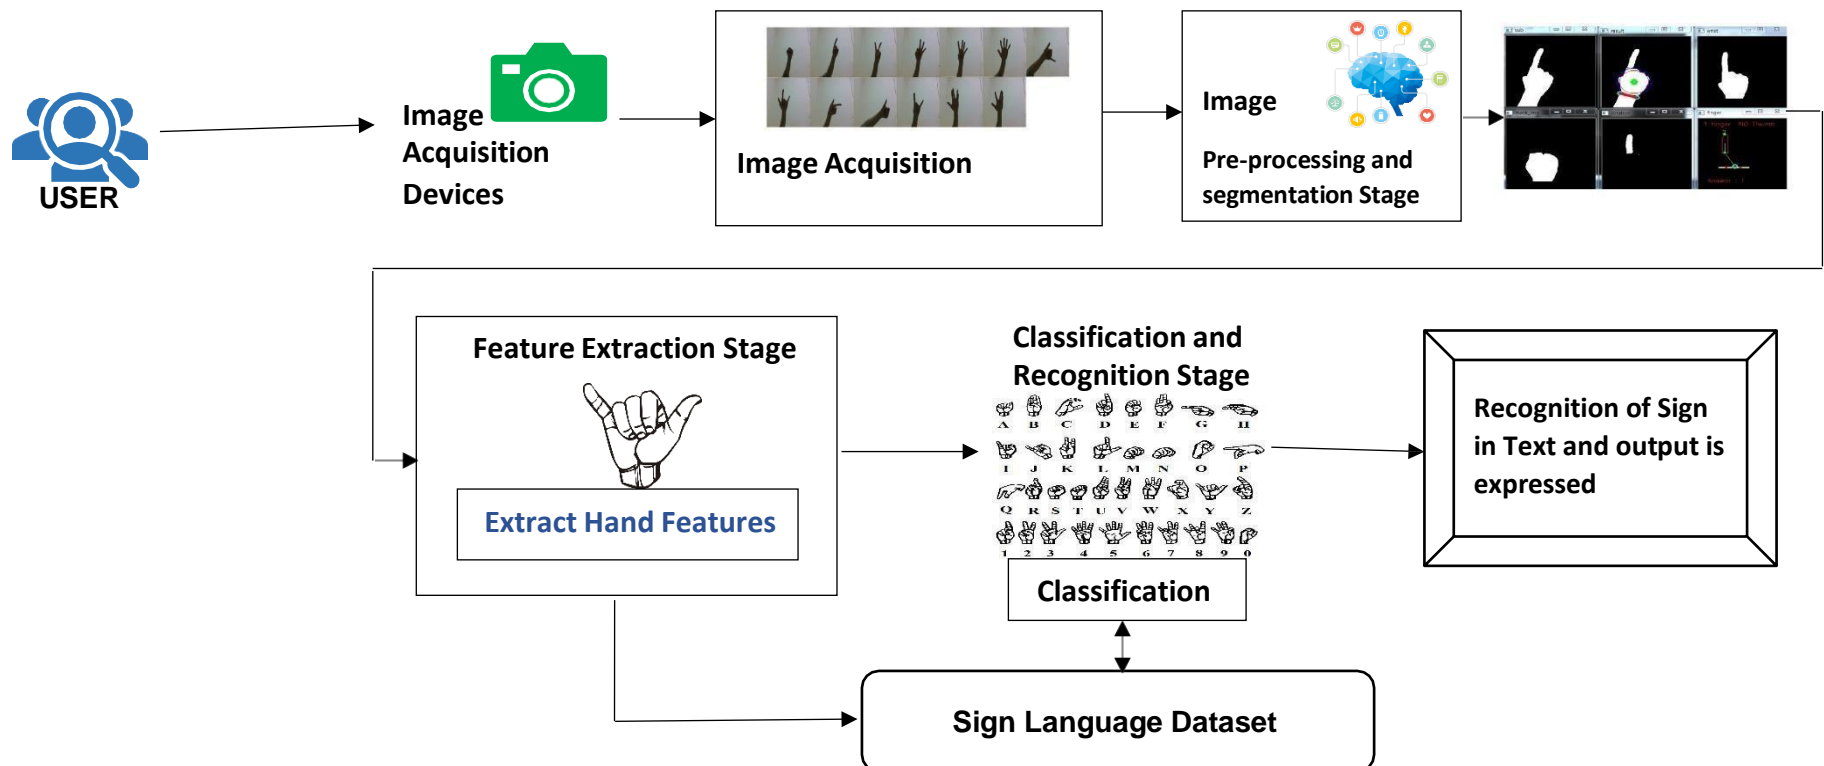 USER
Image
Acquisition
Devices
Image Acquisition
Image
Pre-processing and
segmentation Stage
result
Feature Extraction Stage
Extract Hand Features
Classification and
Recognition Stage
A B C D E F G H
I J K L M N O P
Q R S T U V W X Y Z
1 2 3 4 5 6 7 8 9 0
Classification
Recognition of Sign
in Text and output is
expressed
Sign Language Dataset